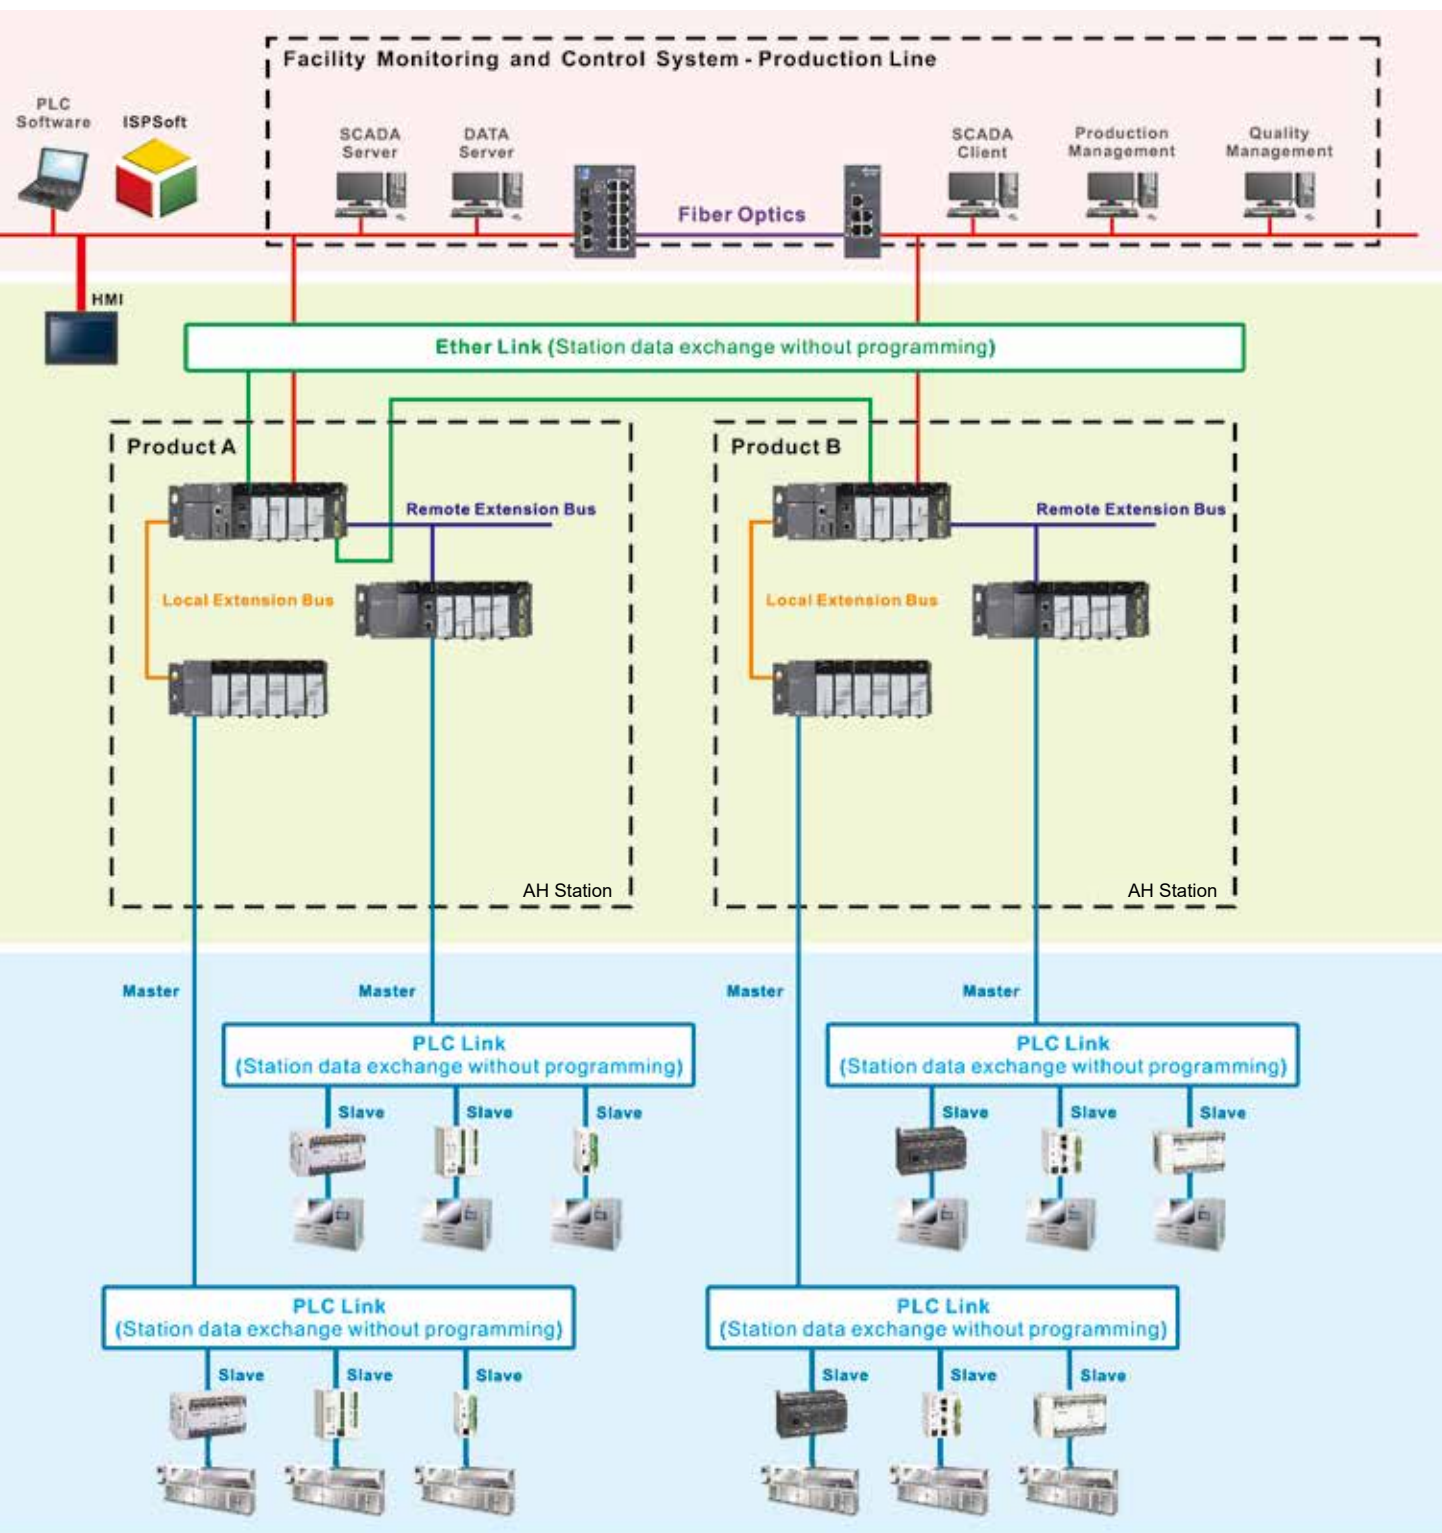 Facility Monitoring and Control System - Production Line
PLC
Software
ISPSoft
SCADA
Server
DATA
Server
Fiber Optics
SCADA
Client
Production
Management
Quality
Management
HMI
Ether Link (Station data exchange without programming)
Product A
Remote Extension Bus
Local Extension Bus
AH Station
Product B
Remote Extension Bus
Local Extension Bus
AH Station
Master
Master
Master
Master
PLC Link
(Station data exchange without programming)
Slave
Slave
Slave
PLC Link
(Station data exchange without programming)
Slave
Slave
Slave
PLC Link
(Station data exchange without programming)
Slave
Slave
Slave
PLC Link
(Station data exchange without programming)
Slave
Slave
Slave